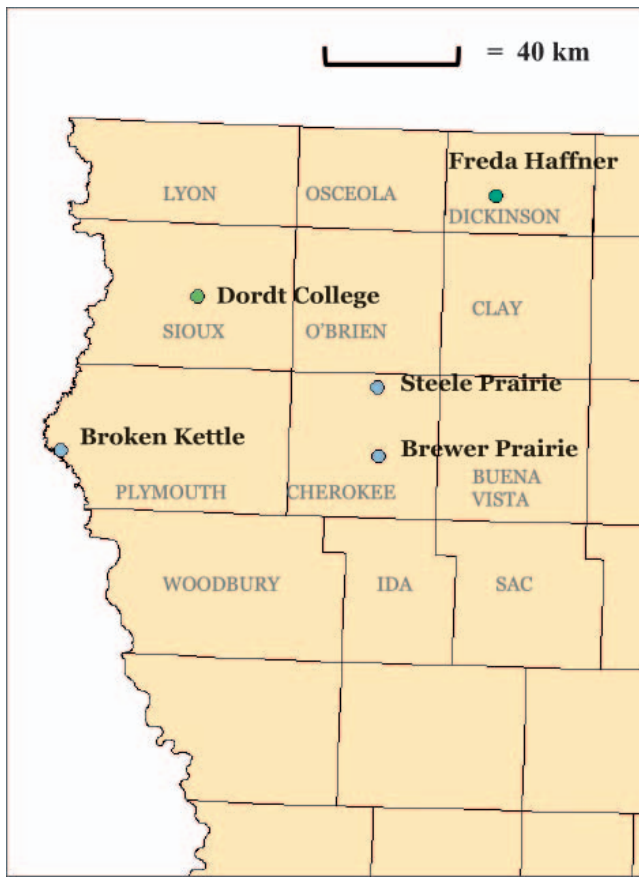 = 40 km
Freda Haffner
LYON
OSCEOLA
DICKINSON
Dordt College
SIOUX
O'BRIEN
CLAY
Steele Prairie
Broken Kettle
Brewer Prairie
PLYMOUTH
CHEROKEE
BUENA
VISTA
WOODBURY
IDA
SAC